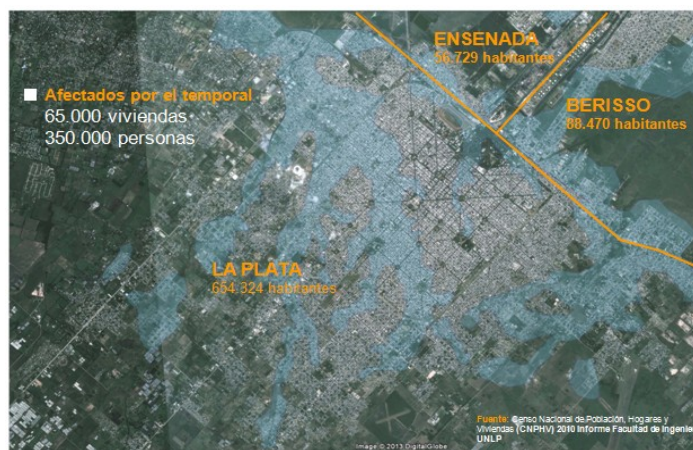 ENSENADA
56.729 habitantes
BERISSO
88.470 habitantes
Afectados por el temporal
65.000 viviendas
350.000 personas
LA PLATA
654.324 habitantes
Fuente: Censo Nacional de Población, Hogares y
Viviendas (CNPHV) 2010 Informe Facultad de Ingenie
UNLP
Image © 2013 DigitalGlobe